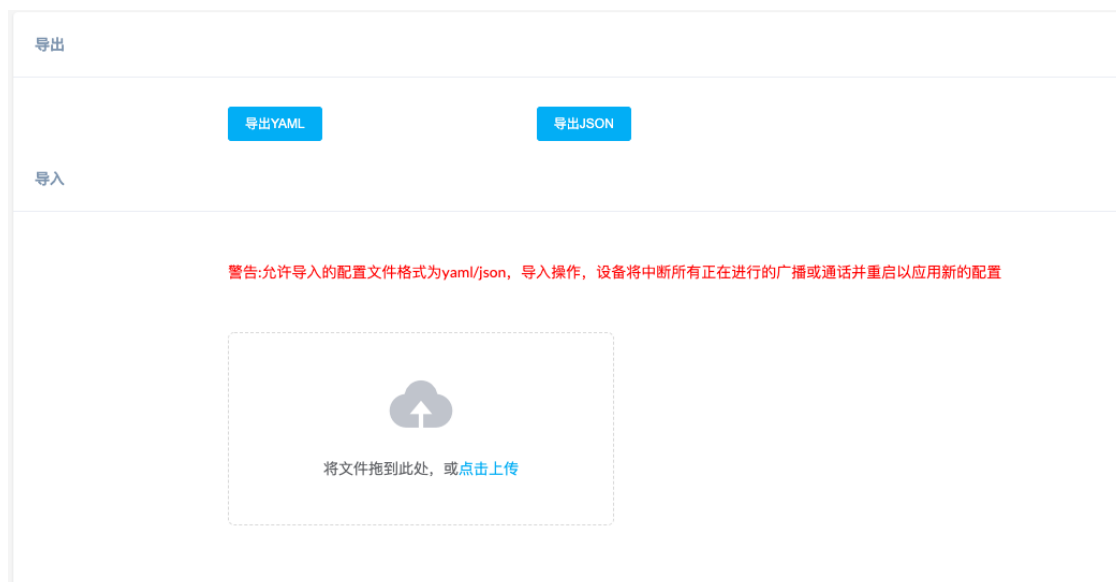 导出
导出YAML
导出JSON
导入
警告:允许导入的配置文件格式为yaml/json，导入操作，设备将中断所有正在进行的广播或通话并重启以应用新的配置
将文件拖到此处，或点击上传